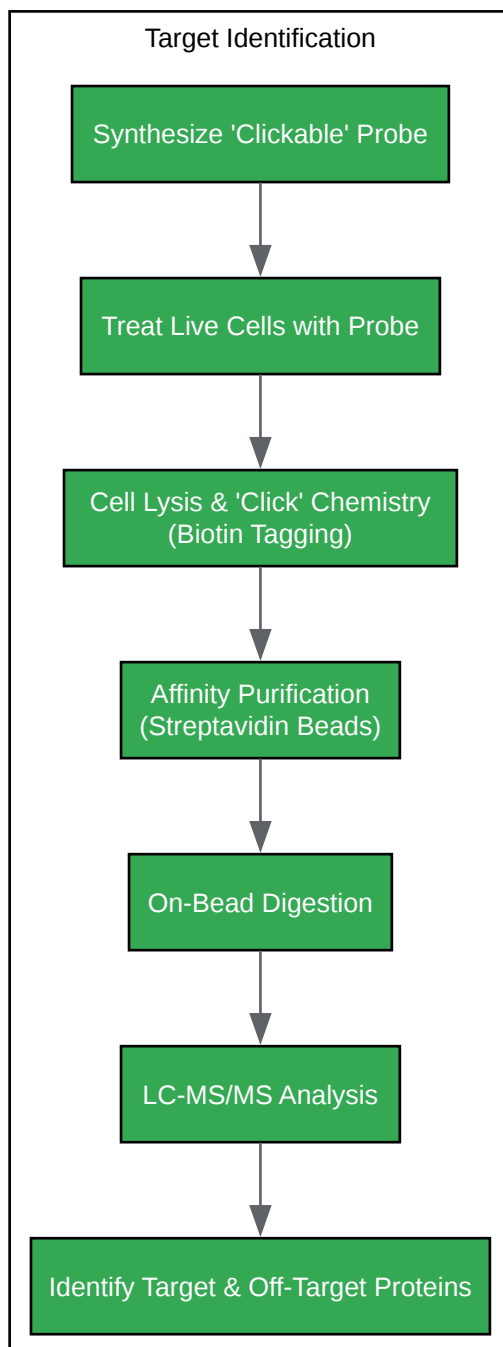 Target Identification
Synthesize 'Clickable' Probe
Treat Live Cells with Probe
Cell Lysis & 'Click' Chemistry
(Biotin Tagging)
Affinity Purification
(Streptavidin Beads)
On-Bead Digestion
LC-MS/MS Analysis
Identify Target & Off-Target Proteins